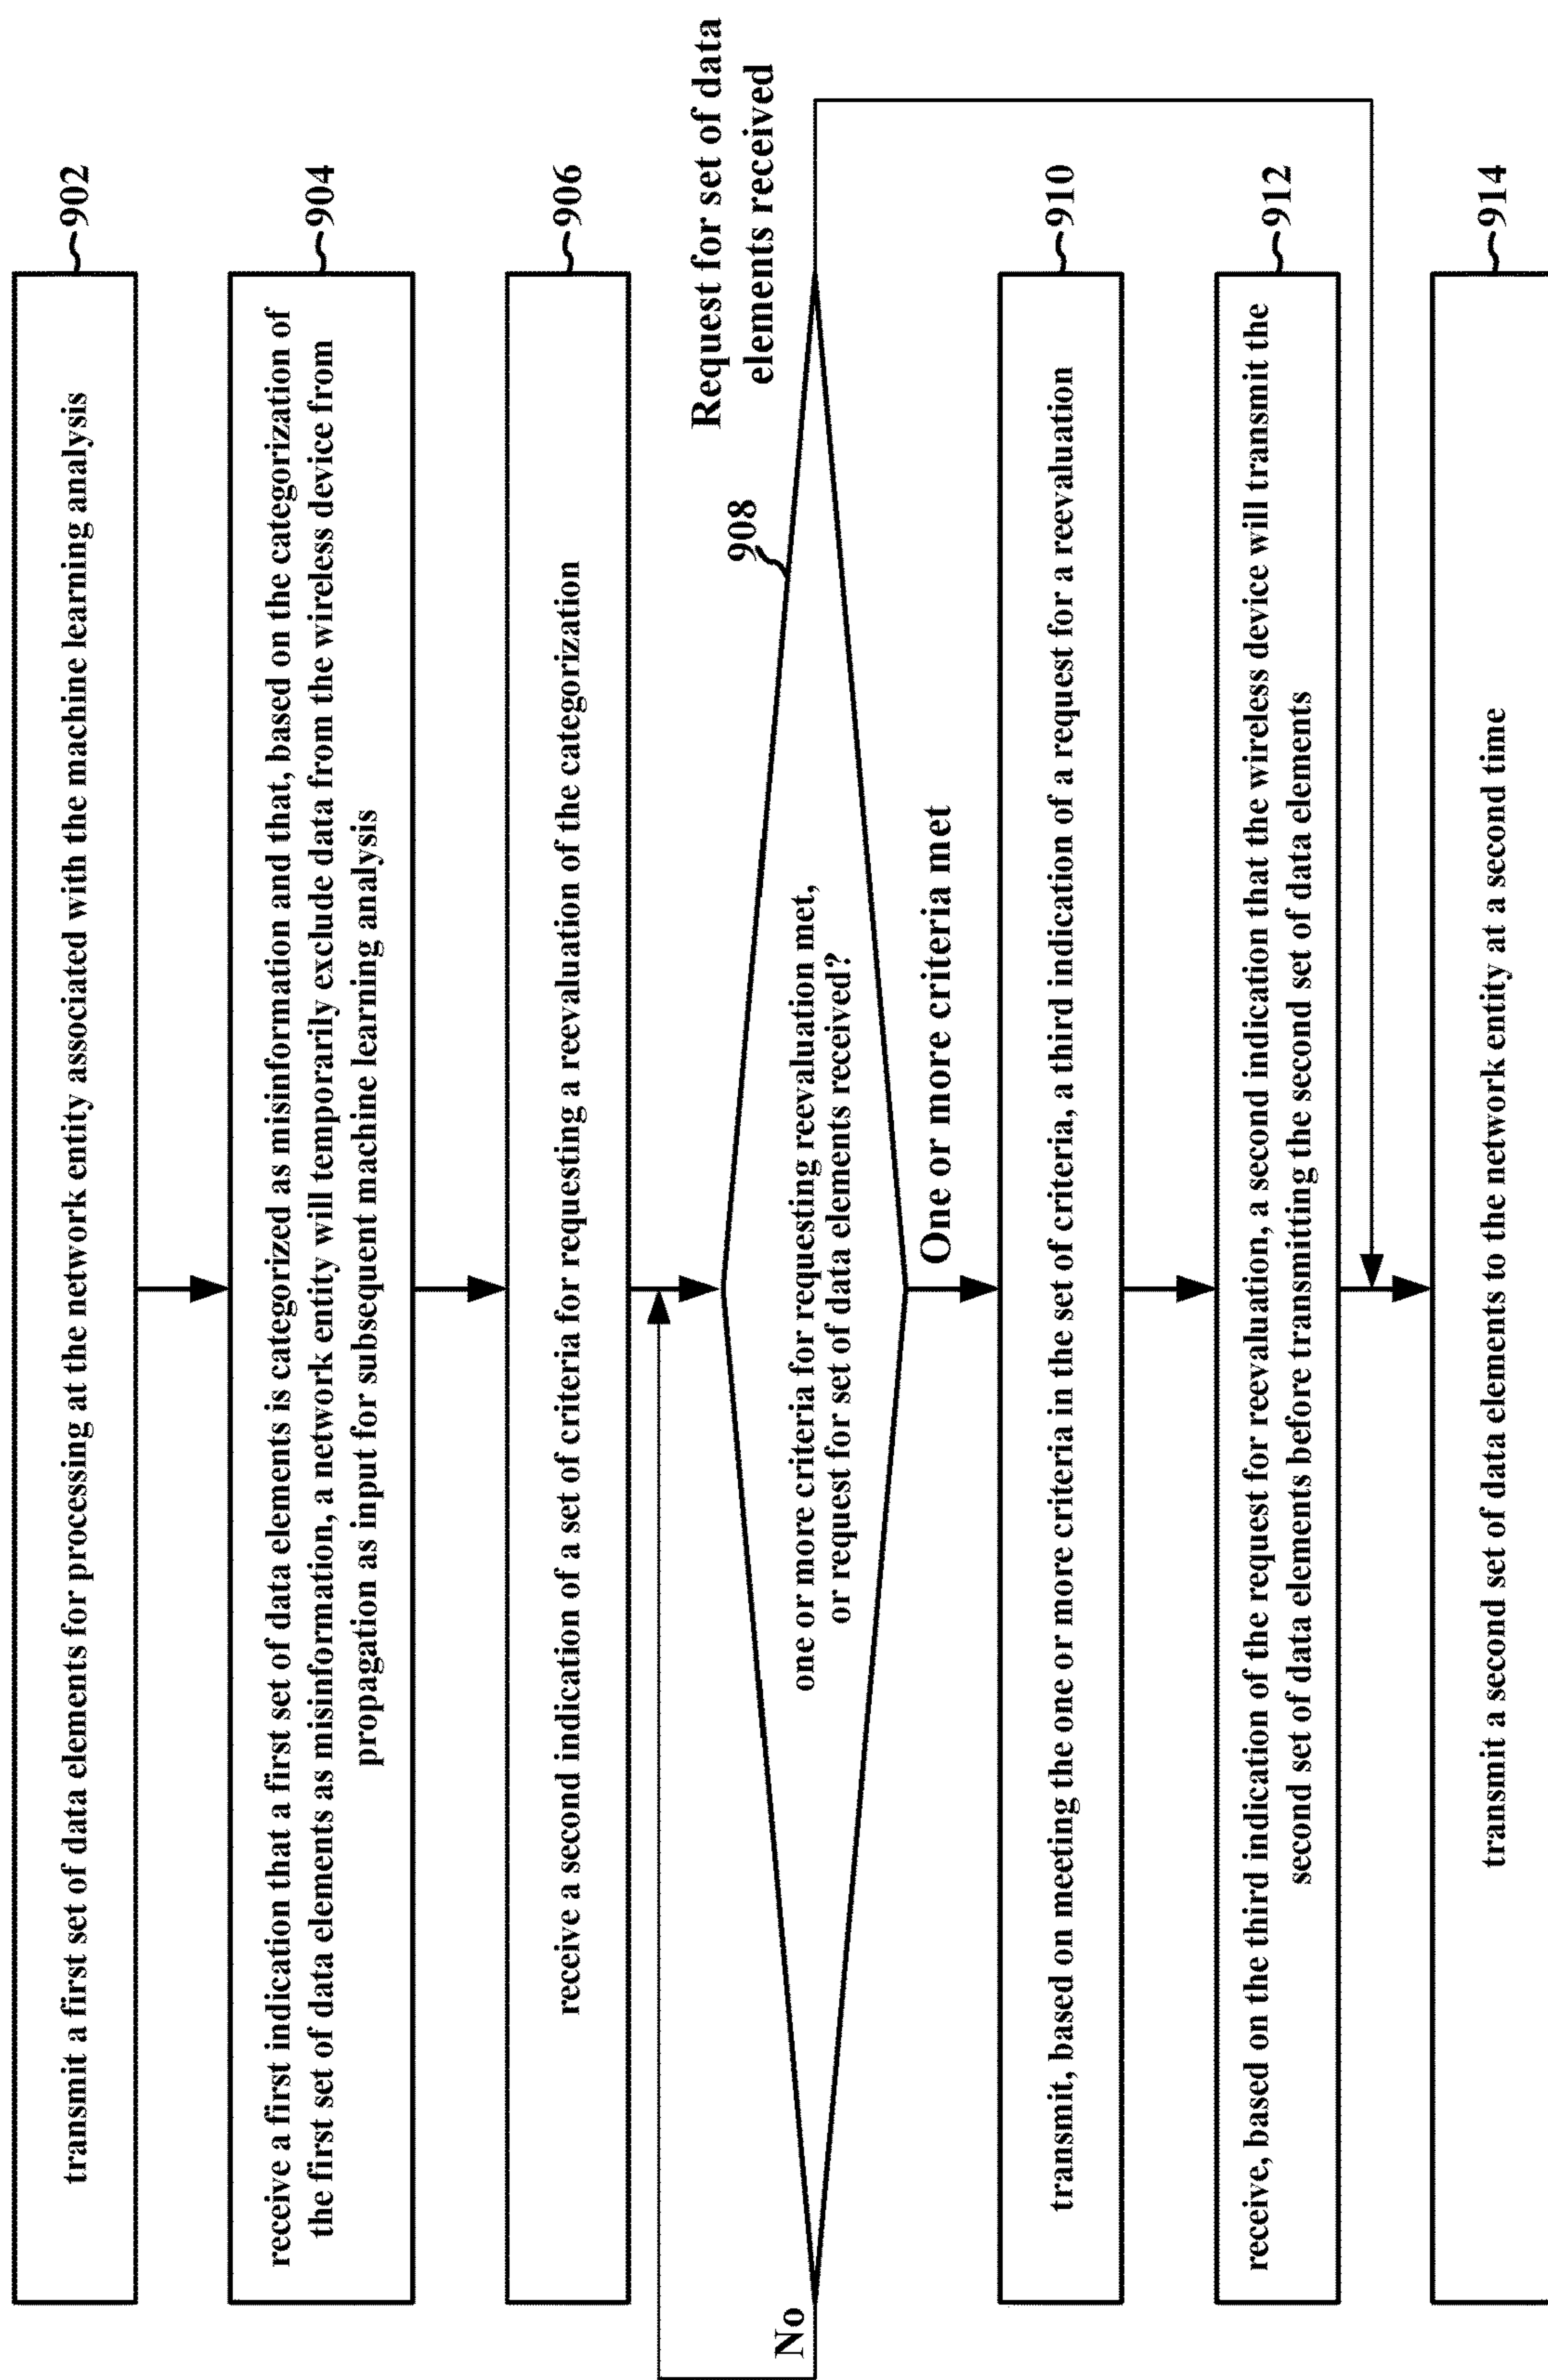 transmit a first set of data elements for processing at the network entity associated with the machine learning analysis
902
receive a first indication that a first set of data elements is categorized as misinformation and that, based on the categorization of
the first set of data elements as misinformation, a network entity will temporarily exclude data from the wireless device from
propagation as input for subsequent machine learning analysis
904
receive a second indication of a set of criteria for requesting a reevaluation of the categorization
906
one or more criteria for requesting reevaluation met,
or request for set of data elements received?
908
No
Request for set of data
elements received
One or more criteria met
transmit, based on meeting the one or more criteria in the set of criteria, a third indication of a request for a reevaluation
910
receive, based on the third indication of the request for reevaluation, a second indication that the wireless device will transmit the
second set of data elements before transmitting the second set of data elements
912
transmit a second set of data elements to the network entity at a second time
914